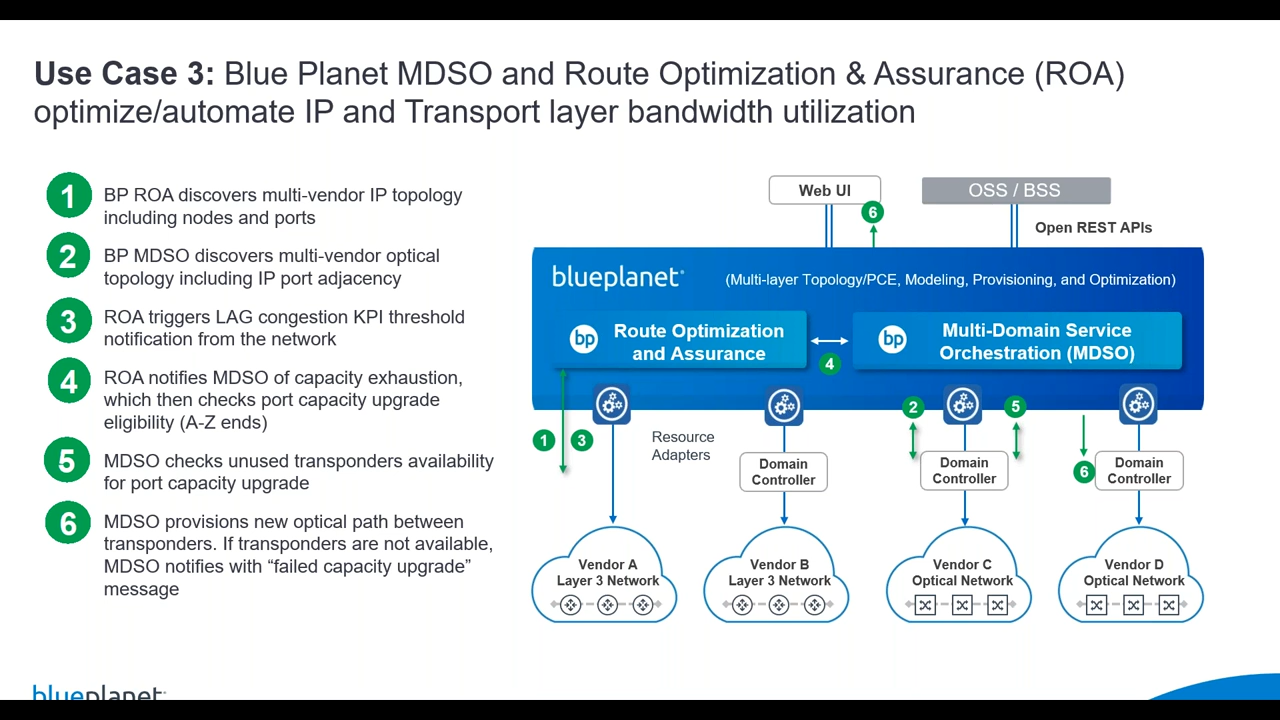 Use Case 3: Blue Planet MDSO and Route Optimization & Assurance (ROA)
optimize/automate IP and Transport layer bandwidth utilization
1
BP ROA discovers multi-vendor IP topology
including nodes and ports
2
BP MDSO discovers multi-vendor optical
topology including IP port adjacency
3
ROA triggers LAG congestion KPI threshold
notification from the network
4
ROA notifies MDSO of capacity exhaustion,
which then checks port capacity upgrade
eligibility (A-Z ends)
5
MDSO checks unused transponders availability
for port capacity upgrade
6
MDSO provisions new optical path between
transponders. If transponders are not available,
MDSO notifies with “failed capacity upgrade”
message
Web UI
OSS / BSS
6
Open REST APIs
blueplanet
(Multi-layer Topology/PCE, Modeling, Provisioning, and Optimization)
bp
Route Optimization
and Assurance
4
bp
Multi-Domain Service
Orchestration (MDSO)
1
3
Resource
Adapters
2
5
6
Domain
Controller
Domain
Controller
Domain
Controller
Vendor A
Layer 3 Network
Vendor B
Layer 3 Network
Vendor C
Optical Network
Vendor D
Optical Network
blueplanet